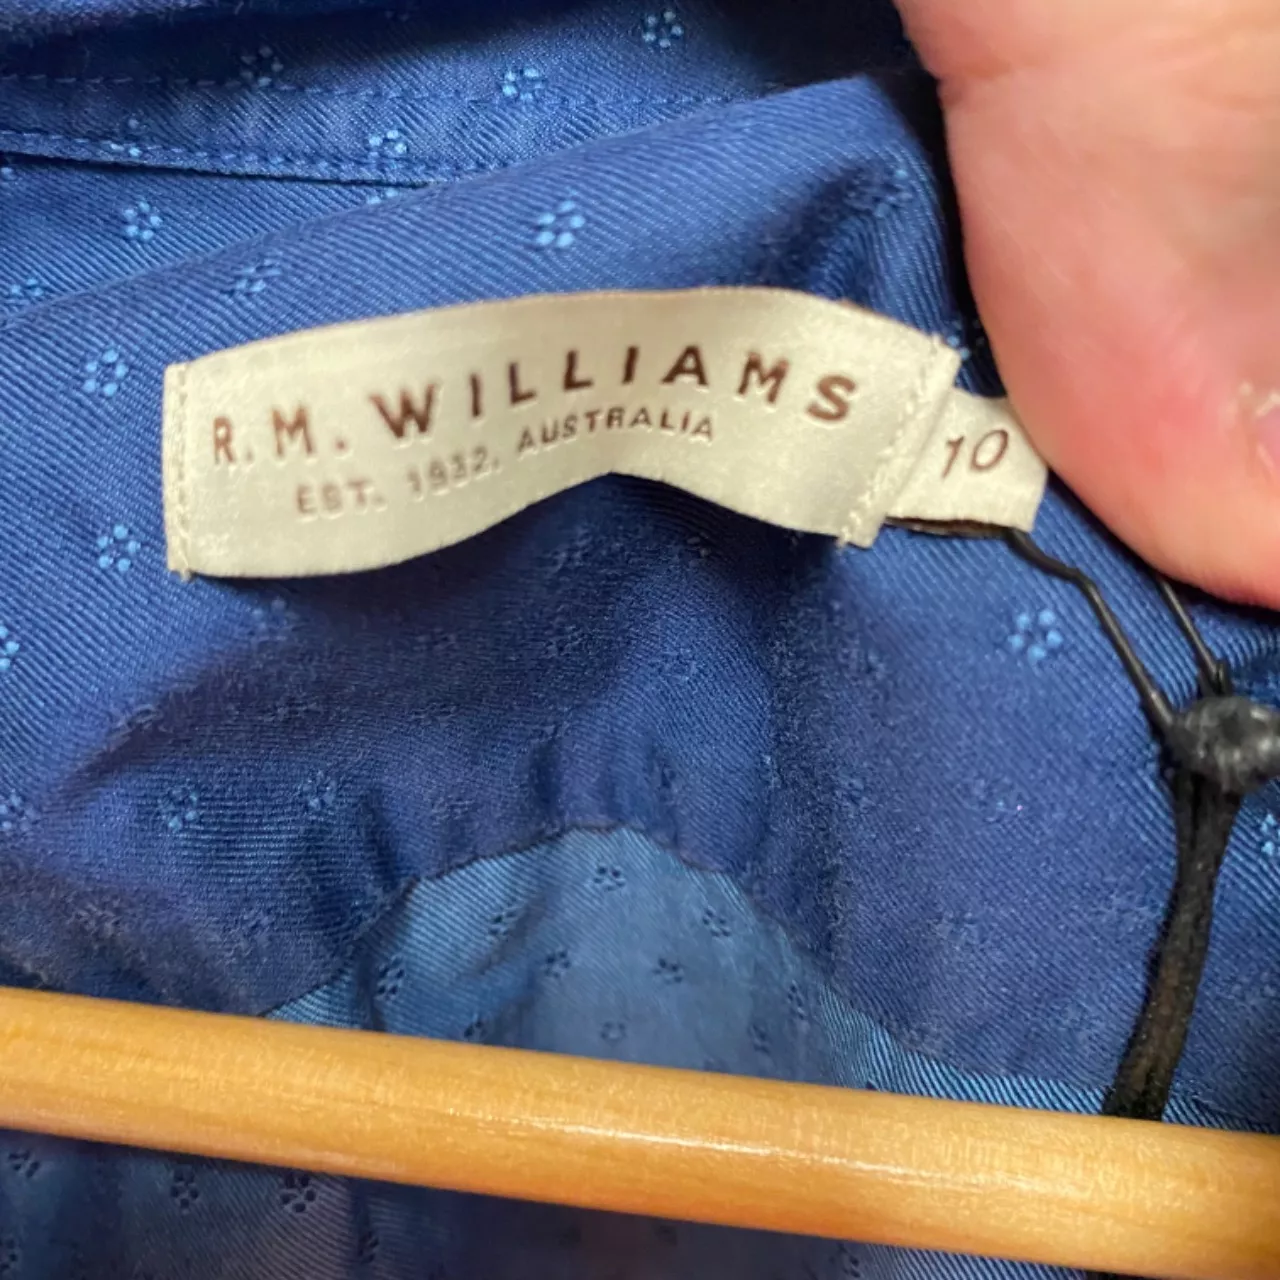 R.M.WILLIAMS
EST. 1932, AUSTRALIA
10